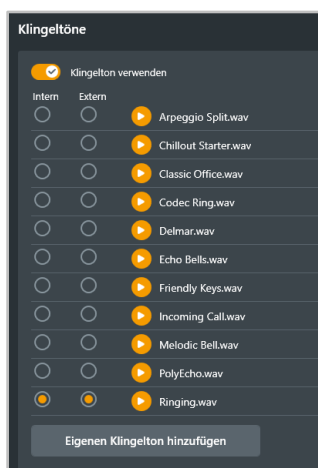 Klingeltöne
Klingelton verwenden
Intern Extern
Arpeggio Split.wav
Chillout Starter.wav
Classic Office.wav
Codec Ring.wav
Delmar.wav
Echo Bells.wav
Friendly Keys.wav
Incoming Call.wav
Melodic Bell.wav
PolyEcho.wav
Ringing.wav
Eigenen Klingelton hinzufügen